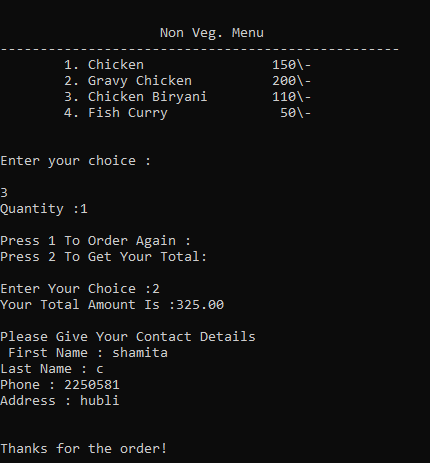 Non Veg. Menu
--------------------------------------------------
1. Chicken 150\-
2. Gravy Chicken 200\-
3. Chicken Biryani 110\-
4. Fish Curry 50\-
Enter your choice :
3
Quantity :1
Press 1 To Order Again :
Press 2 To Get Your Total:
Enter Your Choice :2
Your Total Amount Is :325.00
Please Give Your Contact Details
First Name : shamita
Last Name : c
Phone : 2250581
Address : hubli
Thanks for the order!